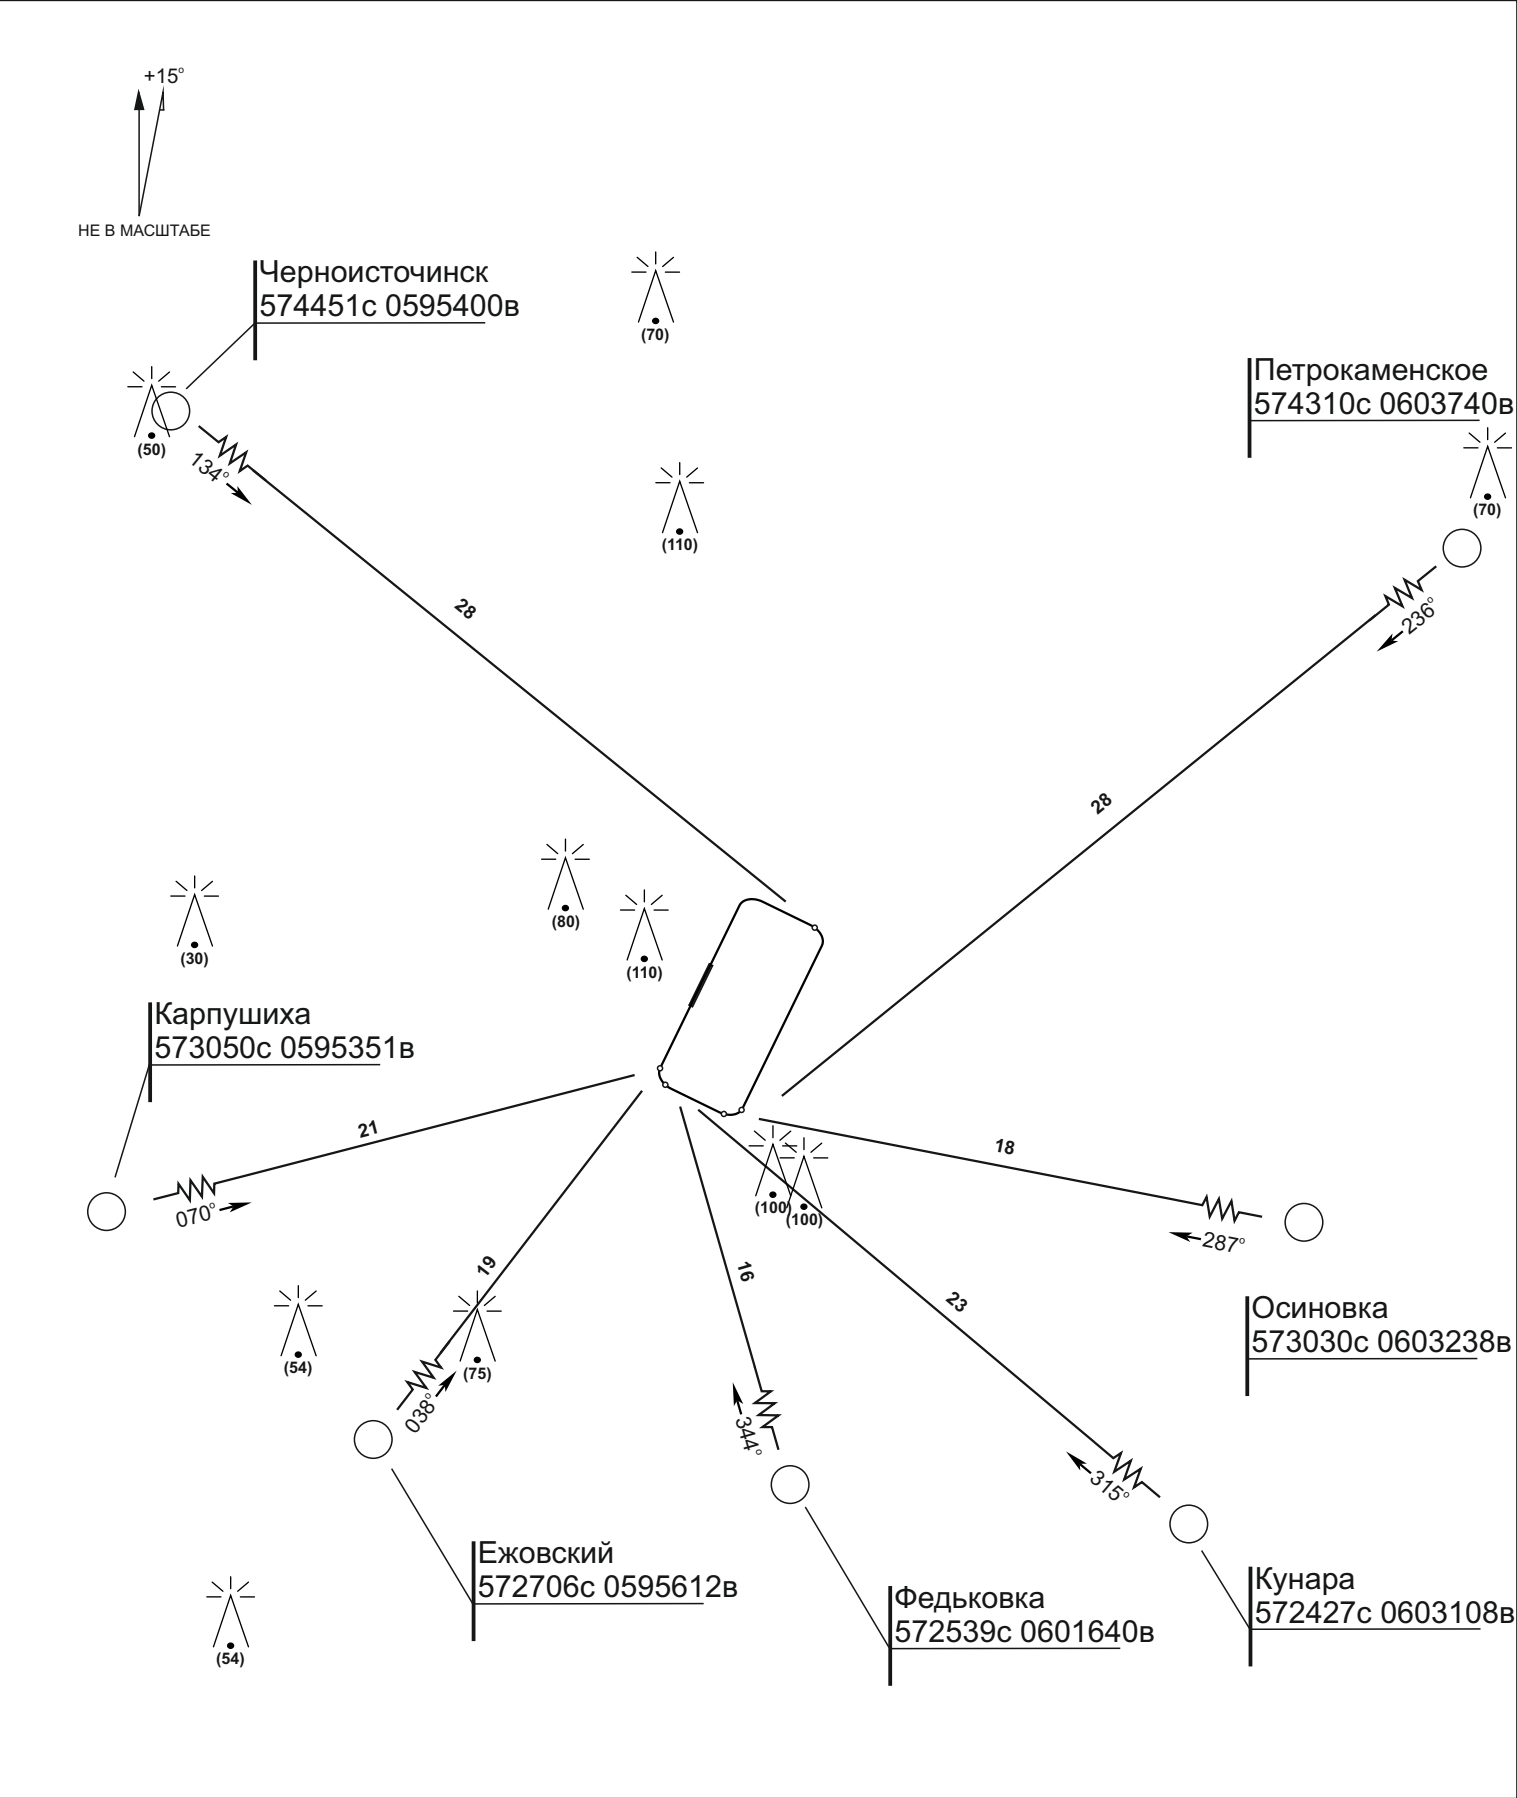 +15°
НЕ В МАСШТАБЕ
Черноисточинск
574451с 0595400в
(70)
Петрокаменское
574310с 0603740в
(50)
134°
(70)
(110)
28
236°
28
(80)
(30)
(110)
Карпушиха
573050с 0595351в
21
18
070°
(100)
(100)
287°
19
16
23
Осиновка
573030с 0603238в
(54)
(75)
038°
344°
315°
Ежовский
572706с 0595612в
Федьковка
572539с 0601640в
Кунара
572427с 0603108в
(54)